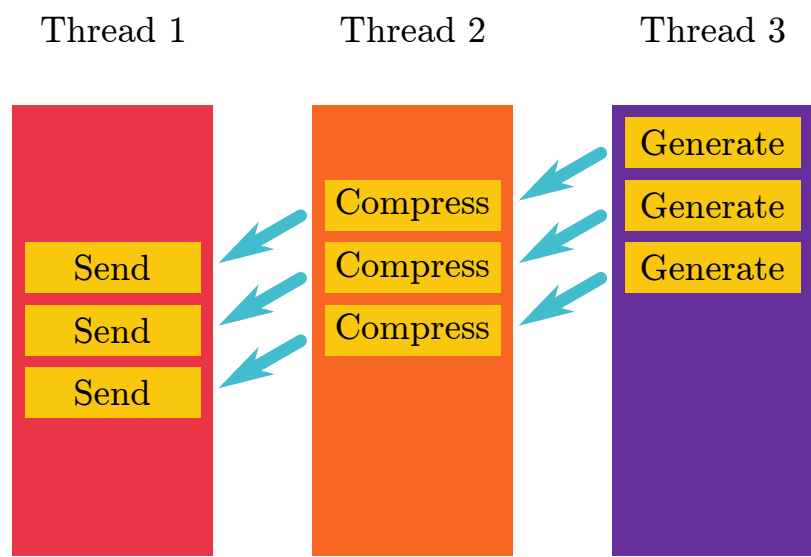 Thread 1 Thread 2 Thread 3
Generate
Compress Generate
Send Compress Generate
Send Compress
Send